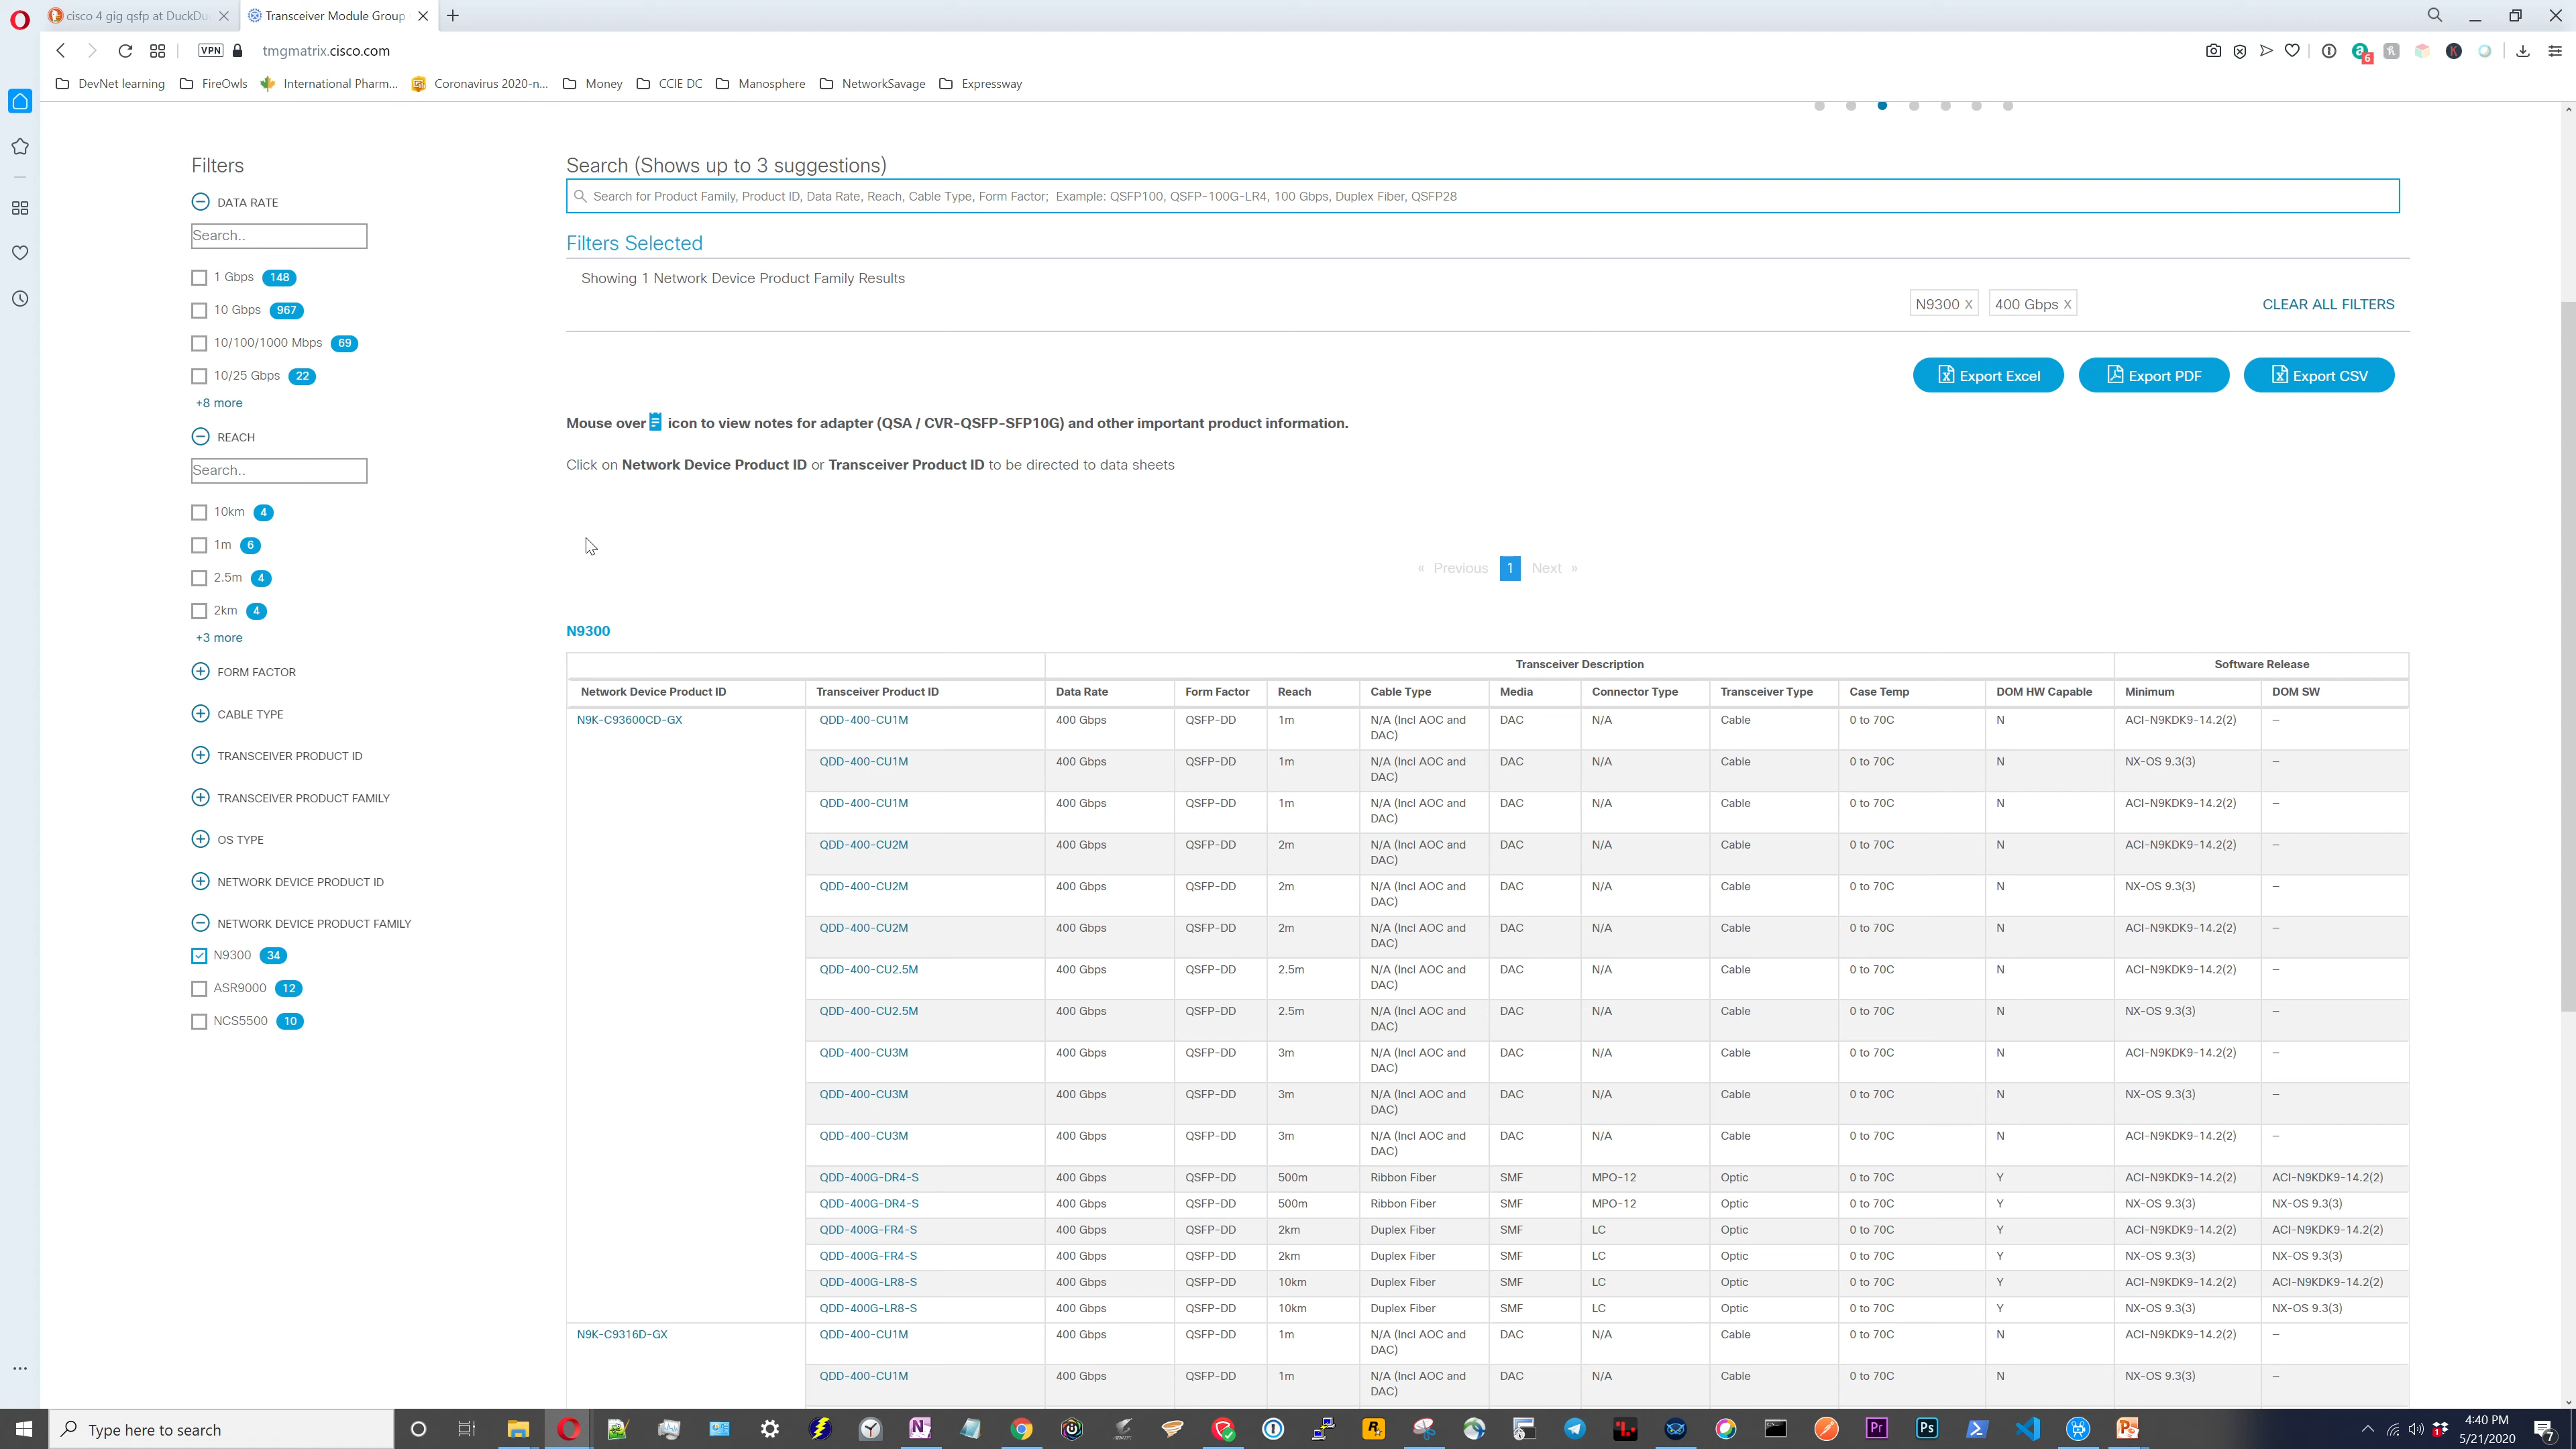 cisco 4 gig qsfp at DuckDu
Transceiver Module Group
VPN
tmgmatrix.cisco.com
6
DevNet learning
FireOwls
International Pharm...
Coronavirus 2020-n...
Money
CCIE DC
Manosphere
NetworkSavage
Expressway
Filters
DATA RATE
Search..
1 Gbps 148
10 Gbps 967
10/100/1000 Mbps 69
10/25 Gbps 22
+8 more
REACH
Search..
10km 4
1m 6
2.5m 4
2km 4
+3 more
FORM FACTOR
CABLE TYPE
TRANSCEIVER PRODUCT ID
TRANSCEIVER PRODUCT FAMILY
OS TYPE
NETWORK DEVICE PRODUCT ID
NETWORK DEVICE PRODUCT FAMILY
N9300 34
ASR9000 12
NCS5500 10
Search (Shows up to 3 suggestions)
Search for Product Family, Product ID, Data Rate, Reach, Cable Type, Form Factor; Example: QSFP100, QSFP-100G-LR4, 100 Gbps, Duplex Fiber, QSFP28
Filters Selected
Showing 1 Network Device Product Family Results
N9300 X 400 Gbps X CLEAR ALL FILTERS
Export Excel Export PDF Export CSV
Mouse over icon to view notes for adapter (QSA / CVR-QSFP-SFP10G) and other important product information.
Click on Network Device Product ID or Transceiver Product ID to be directed to data sheets
« Previous 1 Next »
N9300
Transceiver Description Software Release
Network Device Product ID Transceiver Product ID Data Rate Form Factor Reach Cable Type Media Connector Type Transceiver Type Case Temp DOM HW Capable Minimum DOM SW
N9K-C93600CD-GX QDD-400-CU1M 400 Gbps QSFP-DD 1m N/A (Incl AOC and DAC) DAC N/A Cable 0 to 70C N ACI-N9KDK9-14.2(2) –
QDD-400-CU1M 400 Gbps QSFP-DD 1m N/A (Incl AOC and DAC) DAC N/A Cable 0 to 70C N NX-OS 9.3(3) –
QDD-400-CU1M 400 Gbps QSFP-DD 1m N/A (Incl AOC and DAC) DAC N/A Cable 0 to 70C N ACI-N9KDK9-14.2(2) –
QDD-400-CU2M 400 Gbps QSFP-DD 2m N/A (Incl AOC and DAC) DAC N/A Cable 0 to 70C N ACI-N9KDK9-14.2(2) –
QDD-400-CU2M 400 Gbps QSFP-DD 2m N/A (Incl AOC and DAC) DAC N/A Cable 0 to 70C N NX-OS 9.3(3) –
QDD-400-CU2M 400 Gbps QSFP-DD 2m N/A (Incl AOC and DAC) DAC N/A Cable 0 to 70C N ACI-N9KDK9-14.2(2) –
QDD-400-CU2.5M 400 Gbps QSFP-DD 2.5m N/A (Incl AOC and DAC) DAC N/A Cable 0 to 70C N ACI-N9KDK9-14.2(2) –
QDD-400-CU2.5M 400 Gbps QSFP-DD 2.5m N/A (Incl AOC and DAC) DAC N/A Cable 0 to 70C N NX-OS 9.3(3) –
QDD-400-CU3M 400 Gbps QSFP-DD 3m N/A (Incl AOC and DAC) DAC N/A Cable 0 to 70C N ACI-N9KDK9-14.2(2) –
QDD-400-CU3M 400 Gbps QSFP-DD 3m N/A (Incl AOC and DAC) DAC N/A Cable 0 to 70C N NX-OS 9.3(3) –
QDD-400-CU3M 400 Gbps QSFP-DD 3m N/A (Incl AOC and DAC) DAC N/A Cable 0 to 70C N ACI-N9KDK9-14.2(2) –
QDD-400G-DR4-S 400 Gbps QSFP-DD 500m Ribbon Fiber SMF MPO-12 Optic 0 to 70C Y ACI-N9KDK9-14.2(2) ACI-N9KDK9-14.2(2)
QDD-400G-DR4-S 400 Gbps QSFP-DD 500m Ribbon Fiber SMF MPO-12 Optic 0 to 70C Y NX-OS 9.3(3) NX-OS 9.3(3)
QDD-400G-FR4-S 400 Gbps QSFP-DD 2km Duplex Fiber SMF LC Optic 0 to 70C Y ACI-N9KDK9-14.2(2) ACI-N9KDK9-14.2(2)
QDD-400G-FR4-S 400 Gbps QSFP-DD 2km Duplex Fiber SMF LC Optic 0 to 70C Y NX-OS 9.3(3) NX-OS 9.3(3)
QDD-400G-LR8-S 400 Gbps QSFP-DD 10km Duplex Fiber SMF LC Optic 0 to 70C Y ACI-N9KDK9-14.2(2) ACI-N9KDK9-14.2(2)
QDD-400G-LR8-S 400 Gbps QSFP-DD 10km Duplex Fiber SMF LC Optic 0 to 70C Y NX-OS 9.3(3) NX-OS 9.3(3)
N9K-C9316D-GX QDD-400-CU1M 400 Gbps QSFP-DD 1m N/A (Incl AOC and DAC) DAC N/A Cable 0 to 70C N ACI-N9KDK9-14.2(2) –
QDD-400-CU1M 400 Gbps QSFP-DD 1m N/A (Incl AOC and DAC) DAC N/A Cable 0 to 70C N NX-OS 9.3(3) –
Type here to search
Pr
Ps
4:40 PM
5/21/2020
7